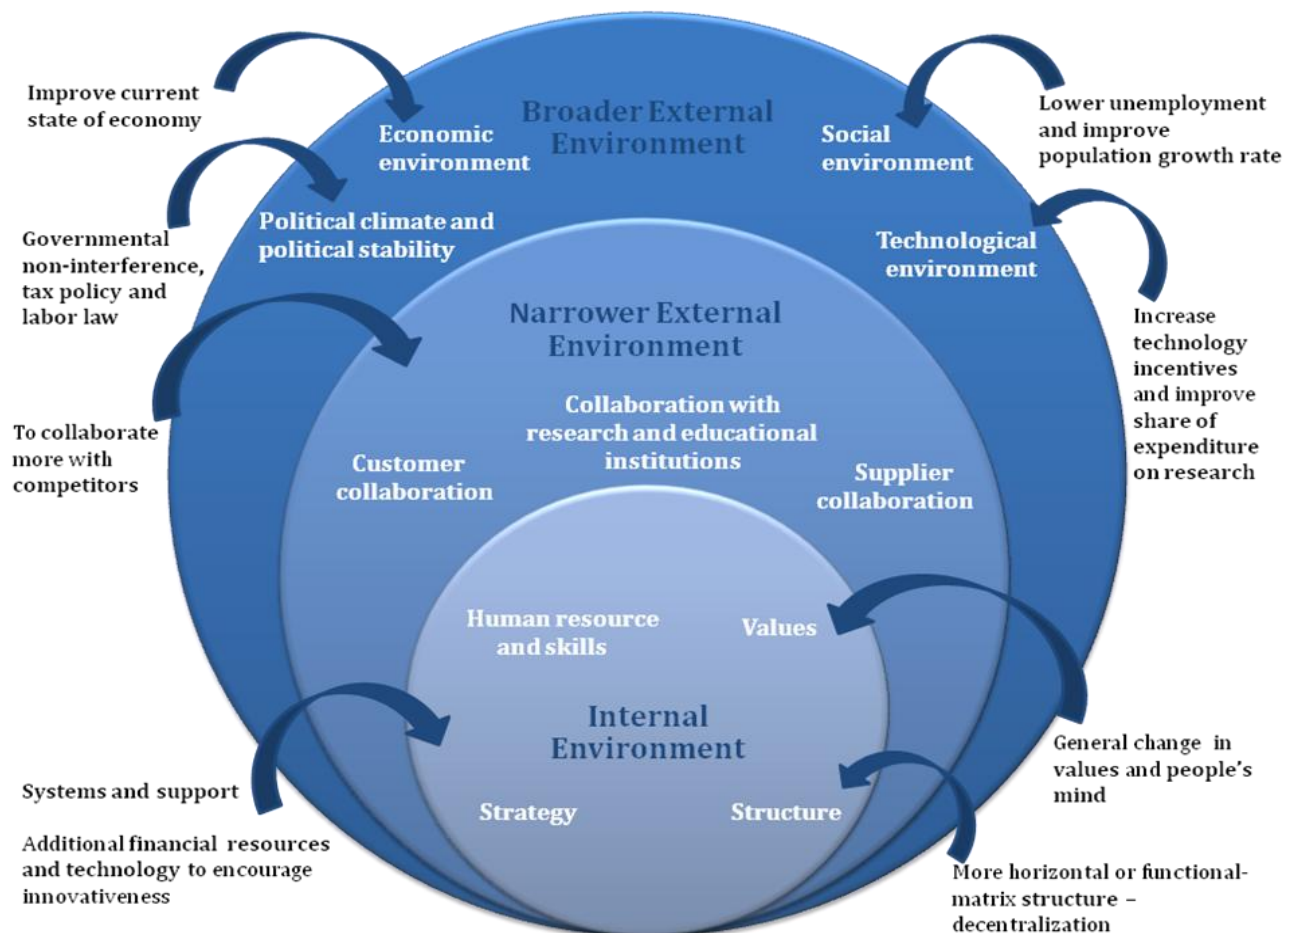 Broader External
Environment
Improve current
state of economy
Economic
environment
Social
environment
Lower unemployment
and improve
population growth rate
Governmental
non-interference,
tax policy and
labor law
Political climate and
political stability
Technological
environment
Increase
technology
incentives
and improve
share of
expenditure
on research
Narrower External
Environment
To collaborate
more with
competitors
Customer
collaboration
Collaboration with
research and educational
institutions
Supplier
collaboration
Human resource
and skills
Values
Internal
Environment
General change in
values and people's
mind
Systems and support
Additional financial resources
and technology to encourage
innovativeness
Strategy
Structure
More horizontal or functional-
matrix structure –
decentralization